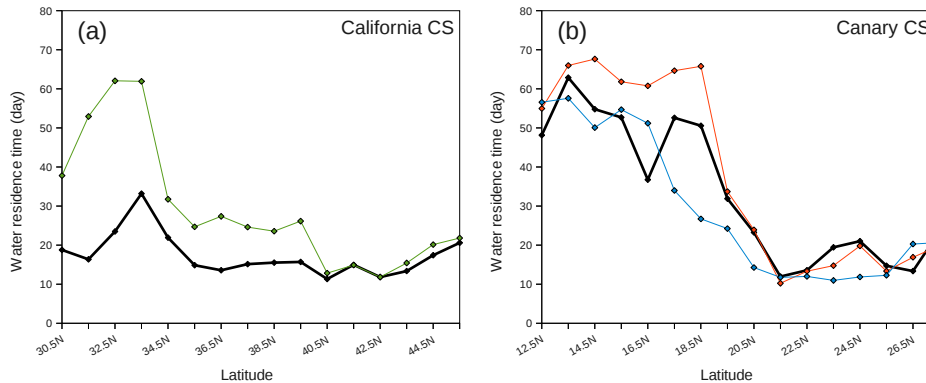 (a) California CS
Water residence time (day)
80
70
60
50
40
30
20
10
0
30.5N 32.5N 34.5N 36.5N 38.5N 40.5N 42.5N 44.5N
Latitude
(b) Canary CS
Water residence time (day)
80
70
60
50
40
30
20
10
0
12.5N 14.5N 16.5N 18.5N 20.5N 22.5N 24.5N 26.5N
Latitude